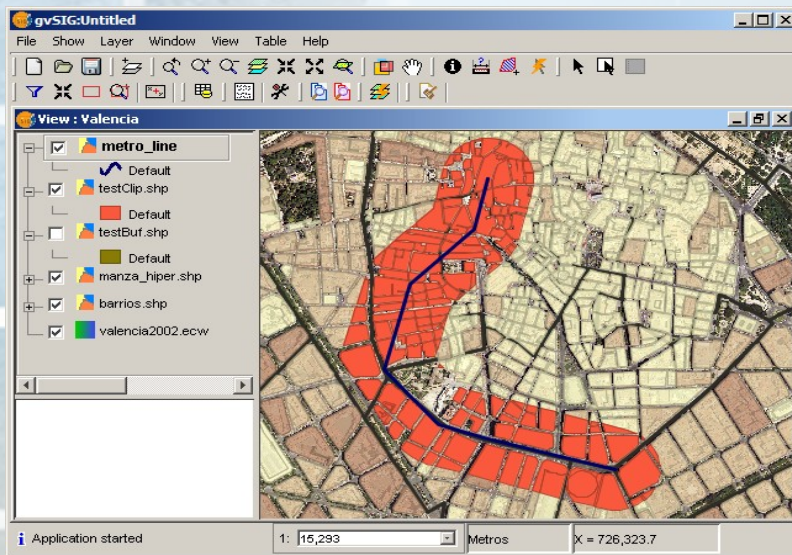 gvSIG:Untitled
File Show Layer Window View Table Help
View : Valencia
metro_line
Default
testClip.shp
Default
testBuf.shp
Default
manza_hiper.shp
barrios.shp
valencia2002.ecw
Application started 1: 15,293 Metros X = 726,323.7